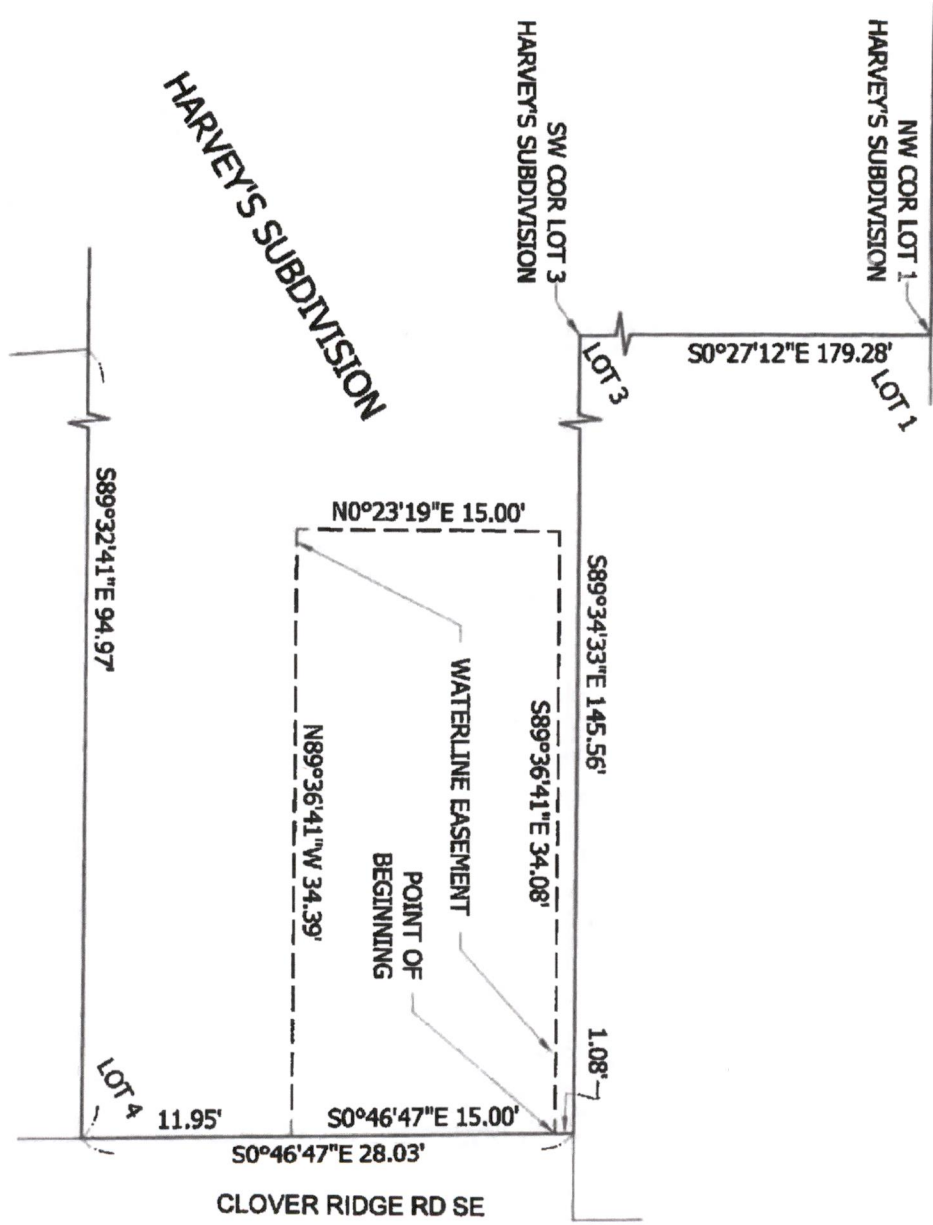 NW COR LOT 1
HARVEY'S SUBDIVISION
SW COR LOT 3
HARVEY'S SUBDIVISION
S0°27'12"E 179.28'
LOT 1
LOT 3
HARVEY'S SUBDIVISION
S89°34'33"E 145.56'
N0°23'19"E 15.00'
S89°36'41"E 34.08'
WATERLINE EASEMENT
N89°36'41"W 34.39'
POINT OF
BEGINNING
1.08'
S89°32'41"E 94.97'
LOT 4
11.95'
S0°46'47"E 15.00'
S0°46'47"E 28.03'
CLOVER RIDGE RD SE